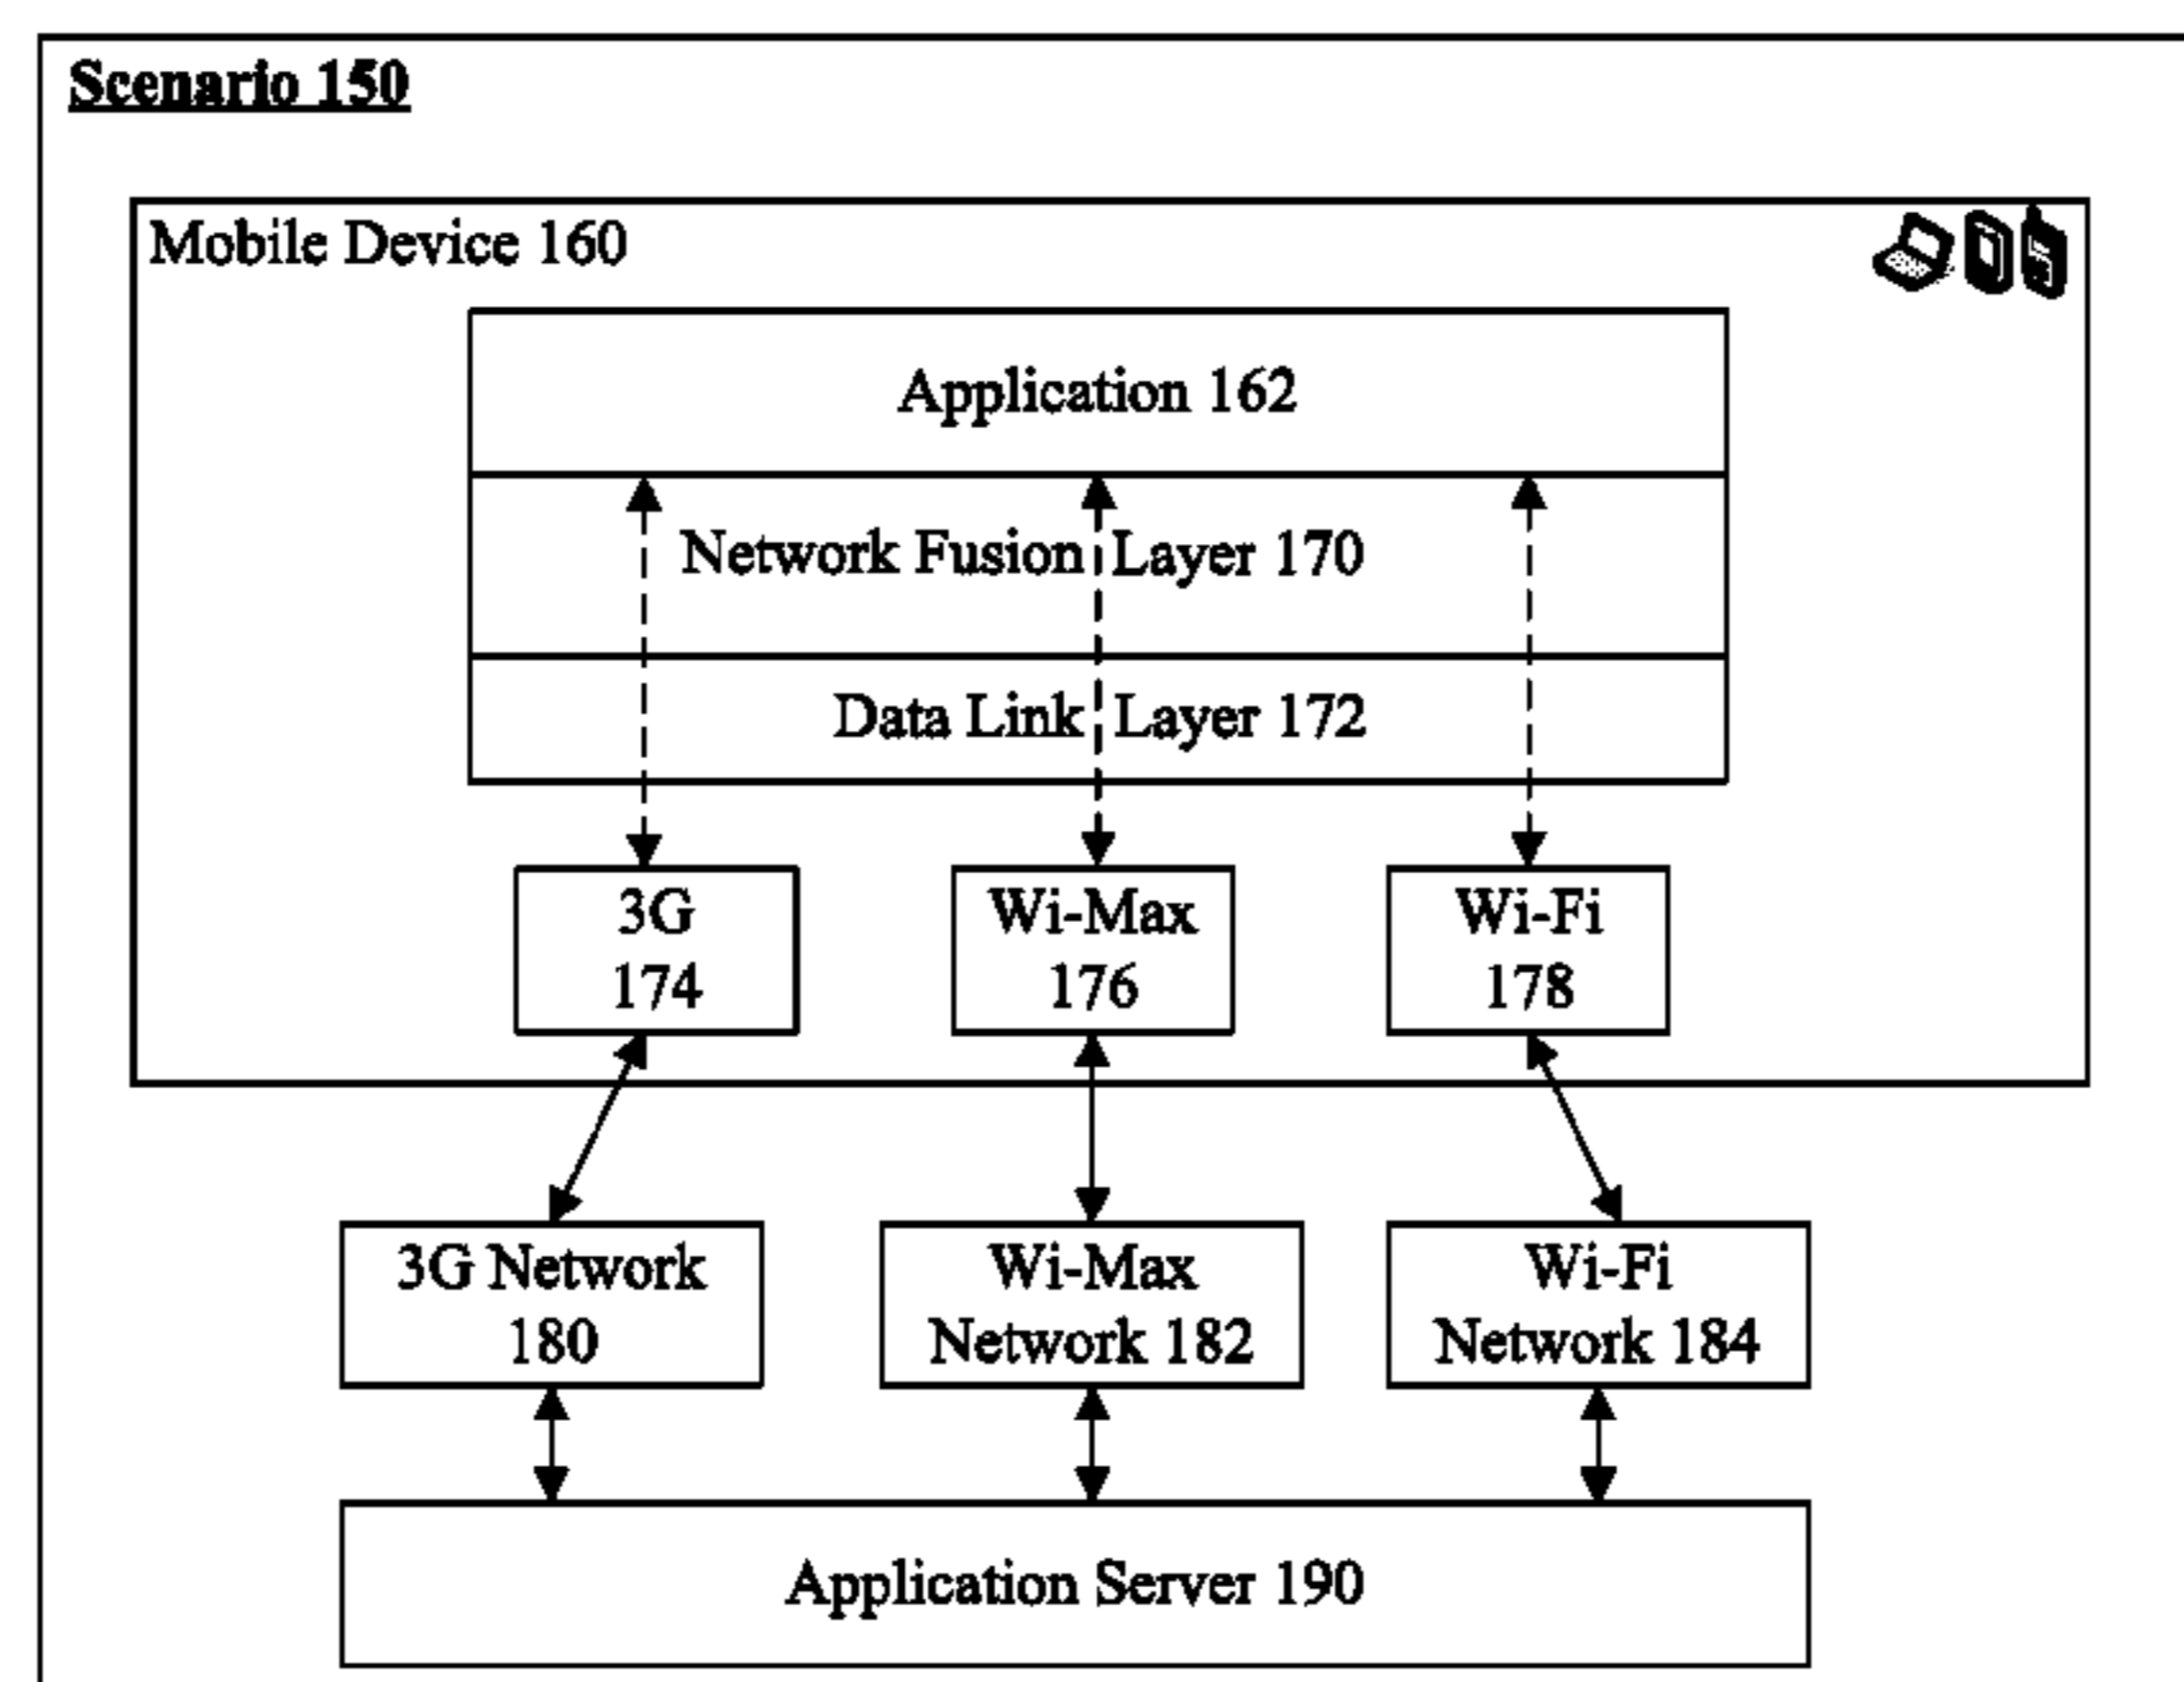 Scenario 150
Mobile Device 160
Application 162
Network Fusion Layer 170
Data Link Layer 172
3G
174
Wi-Max
176
Wi-Fi
178
3G Network
180
Wi-Max
Network 182
Wi-Fi
Network 184
Application Server 190